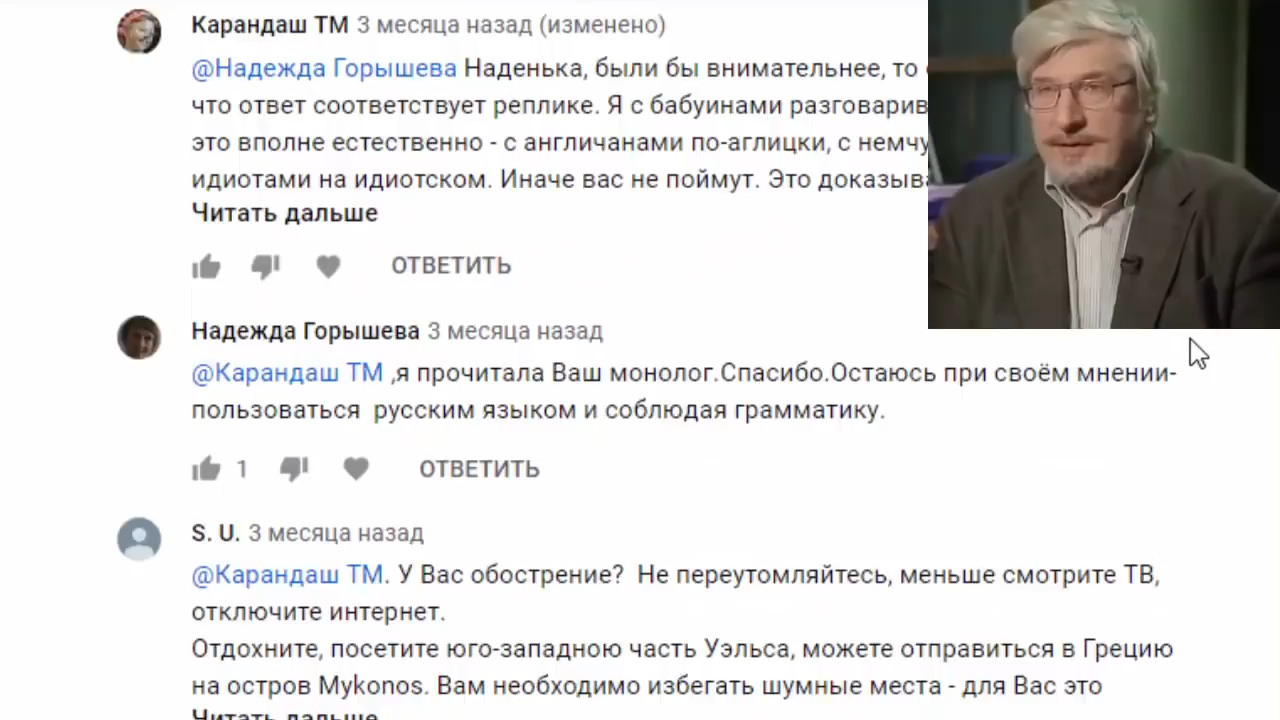 Карандаш ТМ 3 месяца назад (изменено)
@Надежда Горышева Наденька, были бы внимательнее, то
что ответ соответствует реплике. Я с бабуинами
это вполне естественно - с англичанами по-аглицки, с
идиотами на идиотском. Иначе вас не поймут. Это
Читать дальше
ОТВЕТИТЬ
Надежда Горышева 3 месяца назад
@Карандаш ТМ ,я прочитала Ваш монолог.Спасибо.Остаюсь при своём мнении-
пользоваться русским языком и соблюдая грамматику.
1 ОТВЕТИТЬ
S. U. 3 месяца назад
@Карандаш ТМ. У Вас обострение? Не переутомляйтесь, меньше смотрите ТВ,
отключите интернет.
Отдохните, посетите юго-западною часть Уэльса, можете отправиться в Грецию
на остров Mykonos. Вам необходимо избегать шумные места - для Вас это
Читать дальше